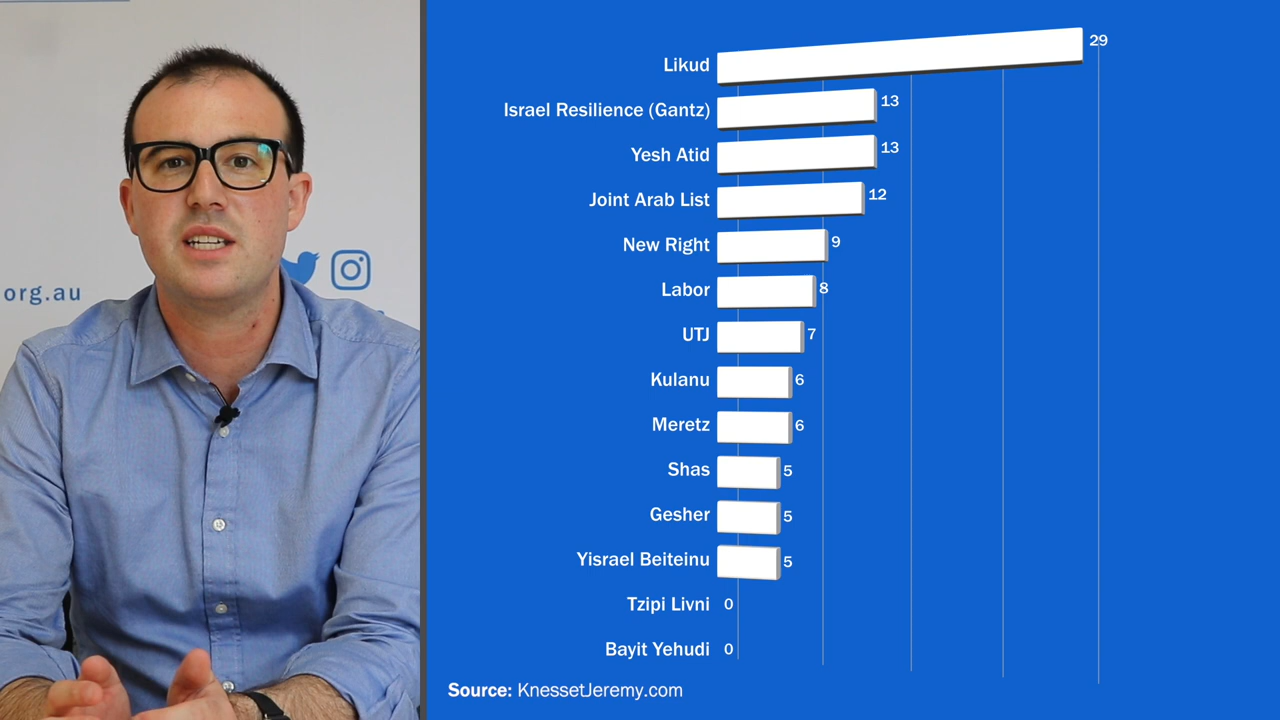 org.au
Likud 29
Israel Resilience (Gantz) 13
Yesh Atid 13
Joint Arab List 12
New Right 9
Labor 8
UTJ 7
Kulanu 6
Meretz 6
Shas 5
Gesher 5
Yisrael Beiteinu 5
Tzipi Livni 0
Bayit Yehudi 0
Source: KnessetJeremy.com